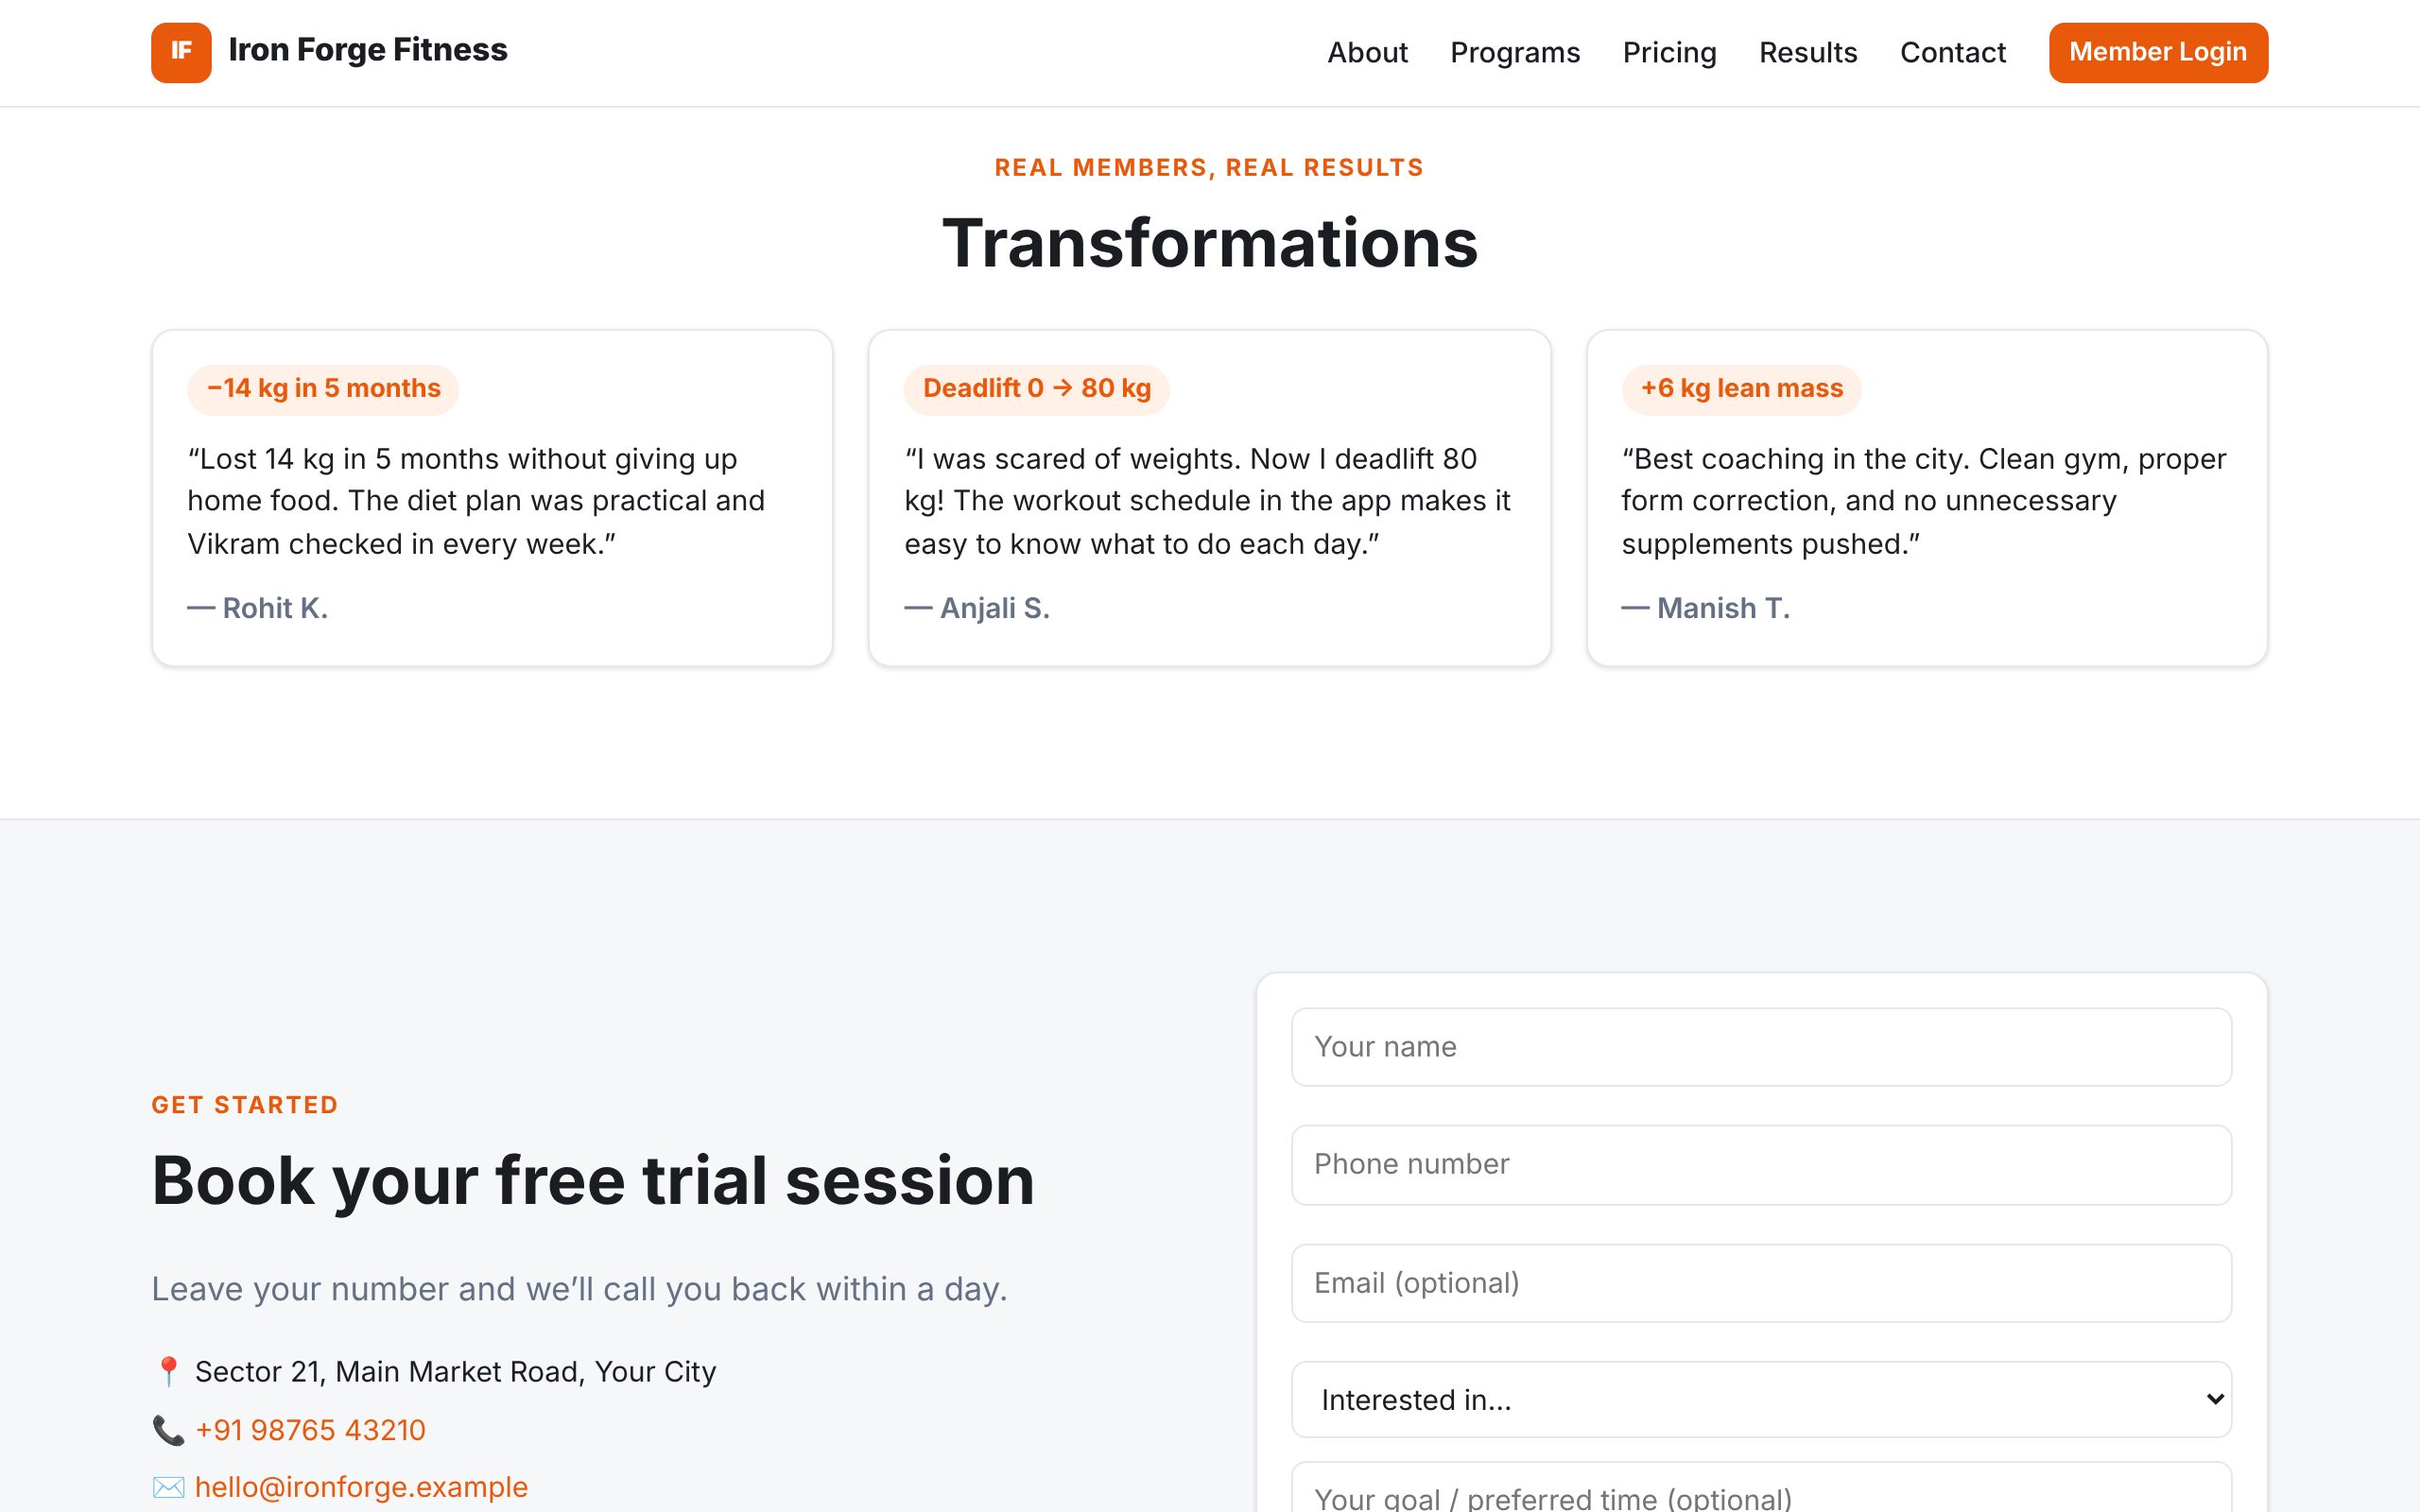 IF Iron Forge Fitness
About Programs Pricing Results Contact Member Login
REAL MEMBERS, REAL RESULTS
Transformations
−14 kg in 5 months
“Lost 14 kg in 5 months without giving up
home food. The diet plan was practical and
Vikram checked in every week.”
— Rohit K.
Deadlift 0 → 80 kg
“I was scared of weights. Now I deadlift 80
kg! The workout schedule in the app makes it
easy to know what to do each day.”
— Anjali S.
+6 kg lean mass
“Best coaching in the city. Clean gym, proper
form correction, and no unnecessary
supplements pushed.”
— Manish T.
GET STARTED
Book your free trial session
Leave your number and we’ll call you back within a day.
📍 Sector 21, Main Market Road, Your City
📞 +91 98765 43210
✉️ hello@ironforge.example
Your name
Phone number
Email (optional)
Interested in...
Your goal / preferred time (optional)